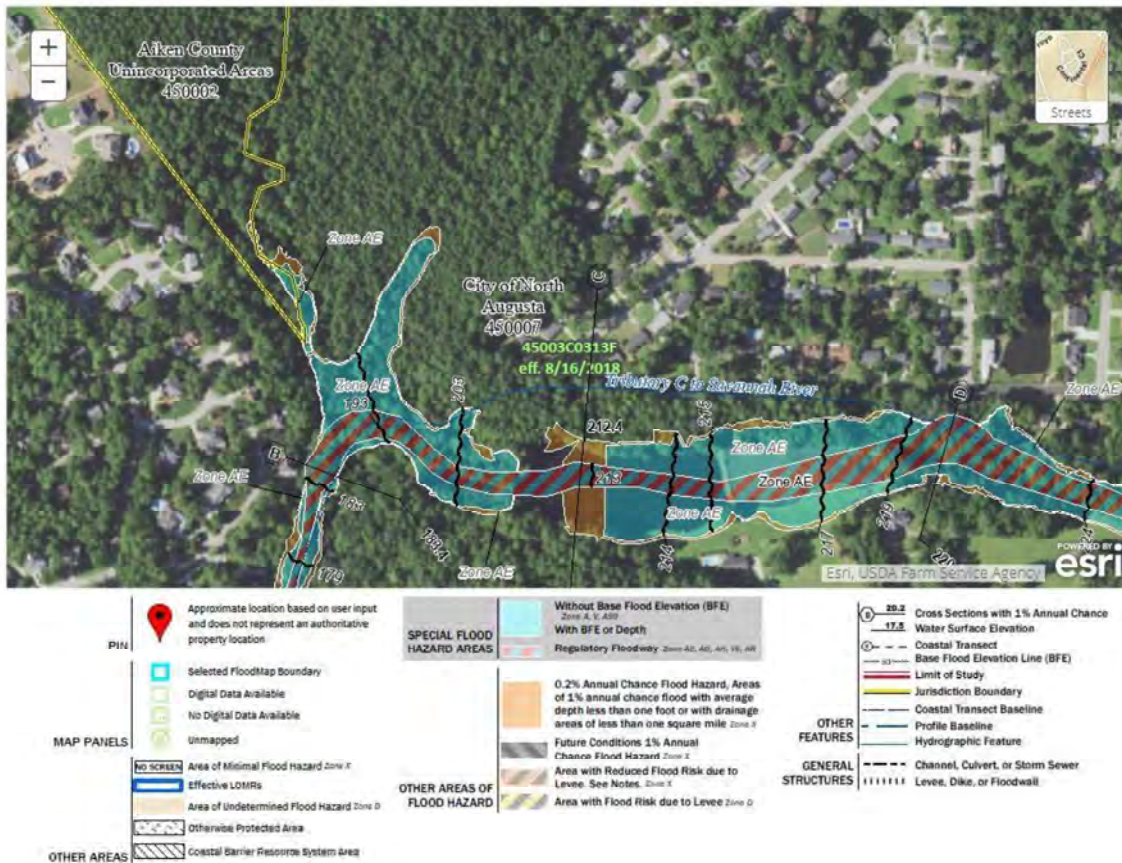 +
−
Aiken County
Unincorporated Areas
450002
Streets
Zone AE
City of North
Augusta
450007
C
45003C0313F
eff. 8/16/2018
Tributary C to Savannah River
Zone AE
193
203
212.4
D
Zone AE
B
Zone AE
Zone AE
213
Zone AE
Zone AE
214
217
183.4
Zone AE
179
POWERED BY
esri
Esri, USDA Farm Service Agency
PIN
Approximate location based on user input
and does not represent an authoritative
property location
MAP PANELS
Selected FloodMap Boundary
Digital Data Available
No Digital Data Available
Unmapped
OTHER AREAS
NO SCREEN Area of Minimal Flood Hazard Zone X
Effective LOMRs
Area of Undetermined Flood Hazard Zone D
Otherwise Protected Area
Coastal Barrier Resource System Area
SPECIAL FLOOD
HAZARD AREAS
Without Base Flood Elevation (BFE)
Zone A, V, A99
With BFE or Depth
Regulatory Floodway Zone AE, AO, AH, VE, AR
OTHER AREAS OF
FLOOD HAZARD
0.2% Annual Chance Flood Hazard, Areas
of 1% annual chance flood with average
depth less than one foot or with drainage
areas of less than one square mile Zone X
Future Conditions 1% Annual
Chance Flood Hazard Zone X
Area with Reduced Flood Risk due to
Levee. See Notes. Zone X
Area with Flood Risk due to Levee Zone D
OTHER
FEATURES
20.2 Cross Sections with 1% Annual Chance
17.5 Water Surface Elevation
Coastal Transect
Base Flood Elevation Line (BFE)
Limit of Study
Jurisdiction Boundary
Coastal Transect Baseline
Profile Baseline
Hydrographic Feature
GENERAL
STRUCTURES
Channel, Culvert, or Storm Sewer
Levee, Dike, or Floodwall